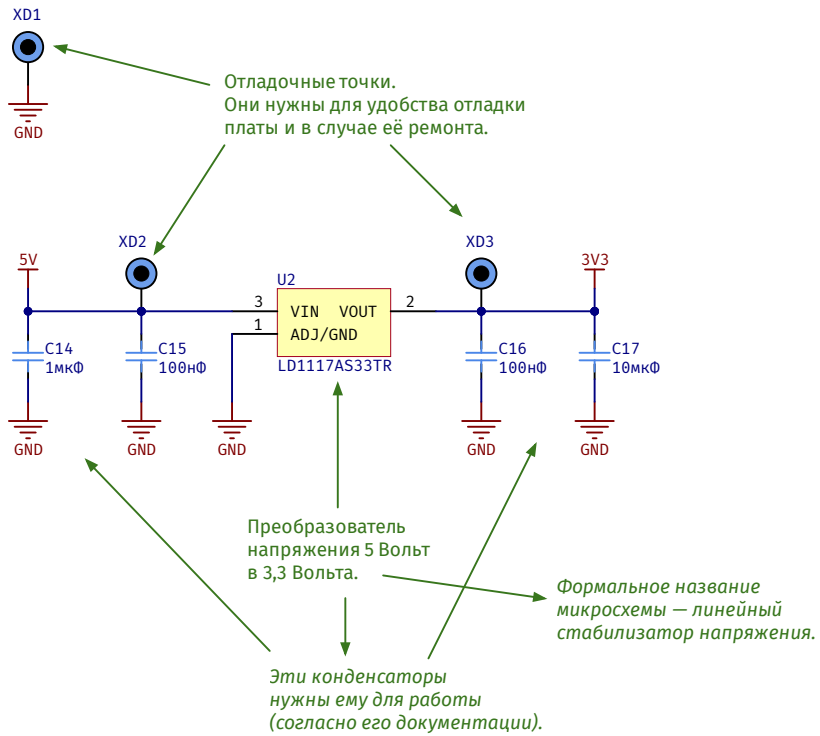 XD1
GND
Отладочные точки.
Они нужны для удобства отладки
платы и в случае её ремонта.
XD2
XD3
5V
3V3
U2
3
VIN VOUT
2
1
ADJ/GND
LD1117AS33TR
C14
1мкФ
C15
100нФ
C16
100нФ
C17
10мкФ
GND
GND
GND
GND
GND
Преобразователь
напряжения 5 Вольт
в 3,3 Вольта.
Формальное название
микросхемы — линейный
стабилизатор напряжения.
Эти конденсаторы
нужны ему для работы
(согласно его документации).